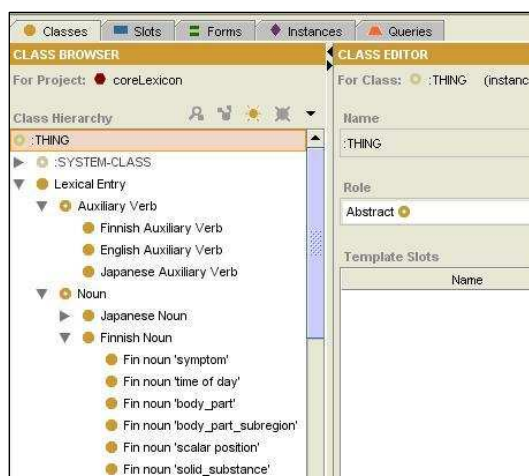 Classes Slots Forms Instances Queries
CLASS BROWSER
For Project: coreLexicon
Class Hierarchy
:THING
:SYSTEM-CLASS
Lexical Entry
Auxiliary Verb
Finnish Auxiliary Verb
English Auxiliary Verb
Japanese Auxiliary Verb
Noun
Japanese Noun
Finnish Noun
Fin noun 'symptom'
Fin noun 'time of day'
Fin noun 'body_part'
Fin noun 'body_part_subregion'
Fin noun 'scalar position'
Fin noun 'solid_substance'
CLASS EDITOR
For Class: :THING (instanc
Name
:THING
Role
Abstract
Template Slots
Name